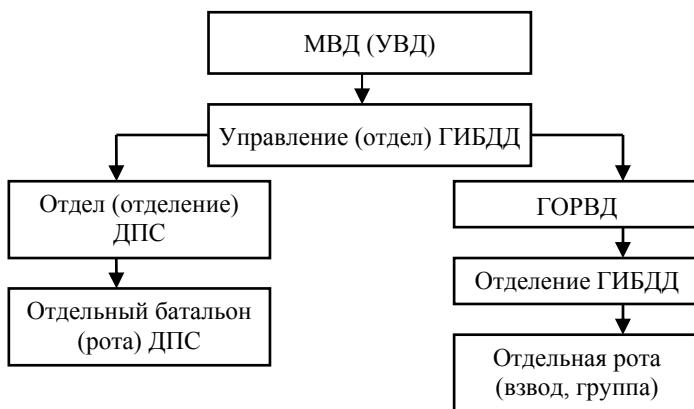 МВД (УВД)
Управление (отдел) ГИБДД
Отдел (отделение)
ДПС
Отдельный батальон
(рота) ДПС
ГОРВД
Отделение ГИБДД
Отдельная рота
(взвод, группа)